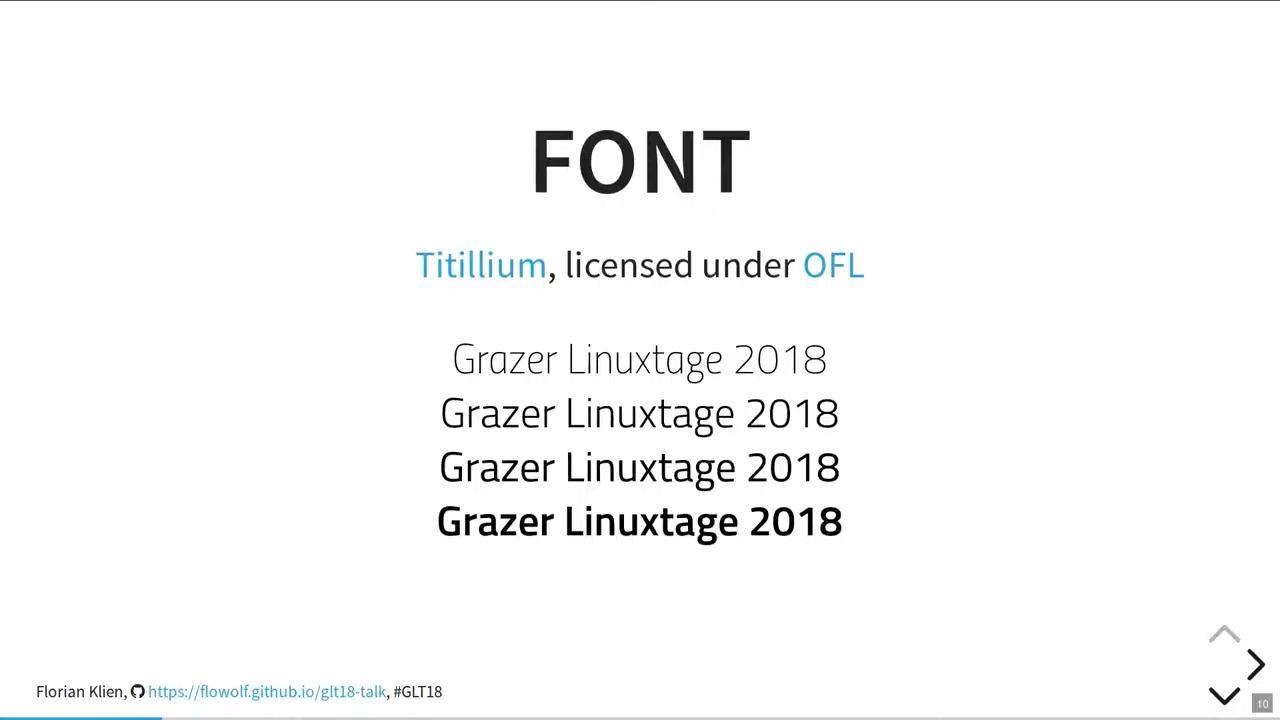 FONT
Titillium, licensed under OFL
Grazer Linuxtage 2018
Grazer Linuxtage 2018
Grazer Linuxtage 2018
Grazer Linuxtage 2018
Florian Klien, https://flowolf.github.io/glt18-talk, #GLT18
10